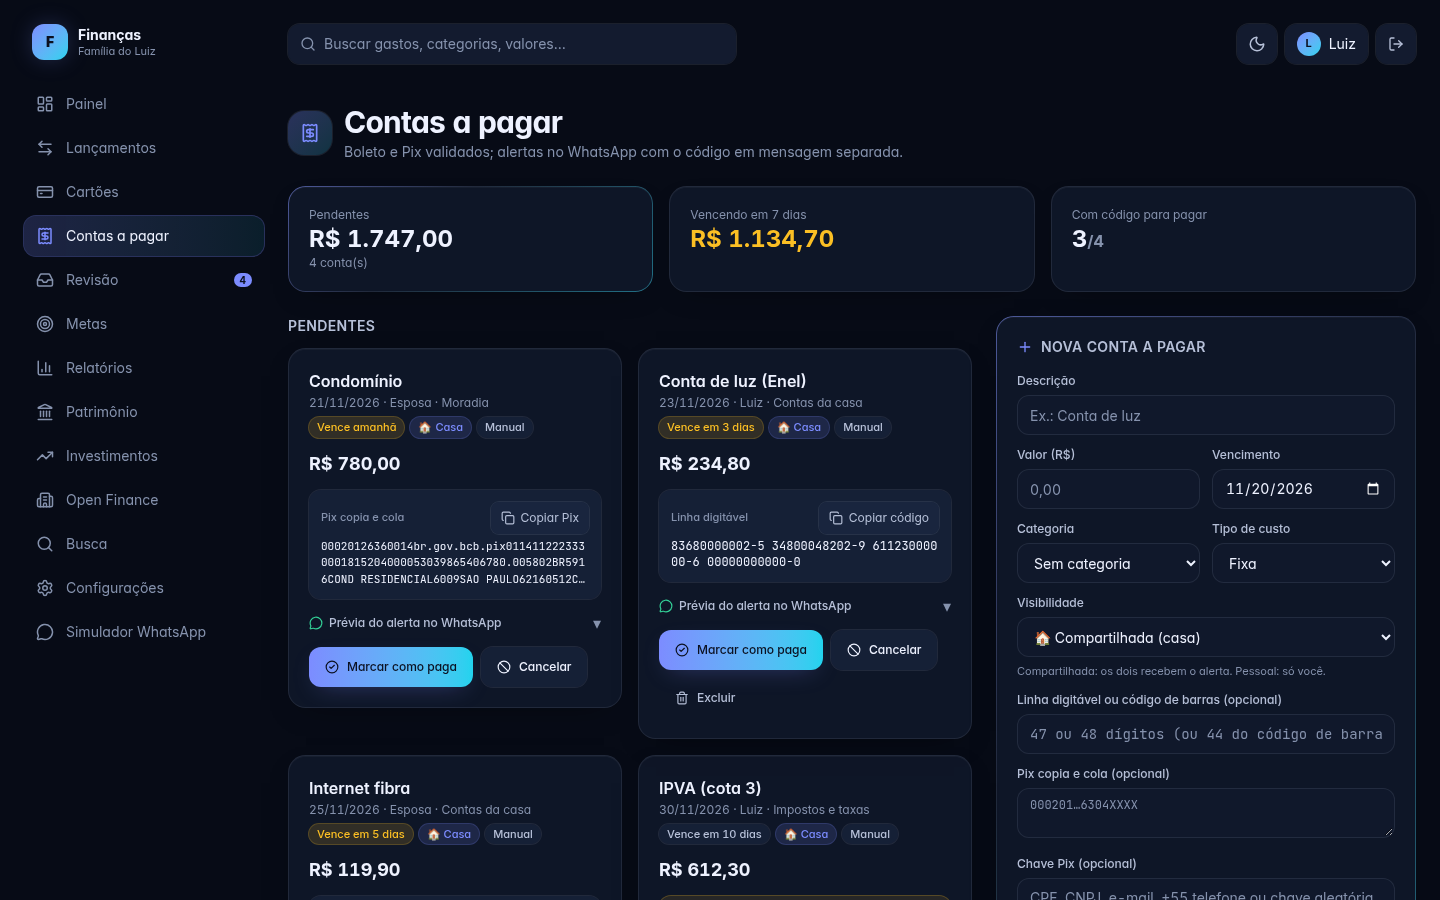 F
Finanças
Família do Luiz
Buscar gastos, categorias, valores...
L
Luiz
Painel
Lançamentos
Cartões
Contas a pagar
Revisão
4
Metas
Relatórios
Patrimônio
Investimentos
Open Finance
Busca
Configurações
Simulador WhatsApp
Contas a pagar
Boleto e Pix validados; alertas no WhatsApp com o código em mensagem separada.
Pendentes
R$ 1.747,00
4 conta(s)
Vencendo em 7 dias
R$ 1.134,70
Com código para pagar
3/4
PENDENTES
Condomínio
21/11/2026 · Esposa · Moradia
Vence amanhã
🏠 Casa
Manual
R$ 780,00
Pix copia e cola
Copiar Pix
00020126360014br.gov.bcb.pix011411222333
0001815204000053039865406780.005802BR591
6COND RESIDENCIAL6009SAO PAULO62160512C…
Prévia do alerta no WhatsApp
Marcar como paga
Cancelar
Conta de luz (Enel)
23/11/2026 · Luiz · Contas da casa
Vence em 3 dias
🏠 Casa
Manual
R$ 234,80
Linha digitável
Copiar código
83680000002-5 34800048202-9 611230000
00-6 00000000000-0
Prévia do alerta no WhatsApp
Marcar como paga
Cancelar
Excluir
Internet fibra
25/11/2026 · Esposa · Contas da casa
Vence em 5 dias
🏠 Casa
Manual
R$ 119,90
IPVA (cota 3)
30/11/2026 · Luiz · Impostos e taxas
Vence em 10 dias
🏠 Casa
Manual
R$ 612,30
NOVA CONTA A PAGAR
Descrição
Ex.: Conta de luz
Valor (R$)
Vencimento
0,00
11/20/2026
Categoria
Tipo de custo
Sem categoria
Fixa
Visibilidade
🏠 Compartilhada (casa)
Compartilhada: os dois recebem o alerta. Pessoal: só você.
Linha digitável ou código de barras (opcional)
47 ou 48 dígitos (ou 44 do código de barra
Pix copia e cola (opcional)
000201…6304XXXX
Chave Pix (opcional)
CPF, CNPJ, e-mail, +55 telefone ou chave aleatória